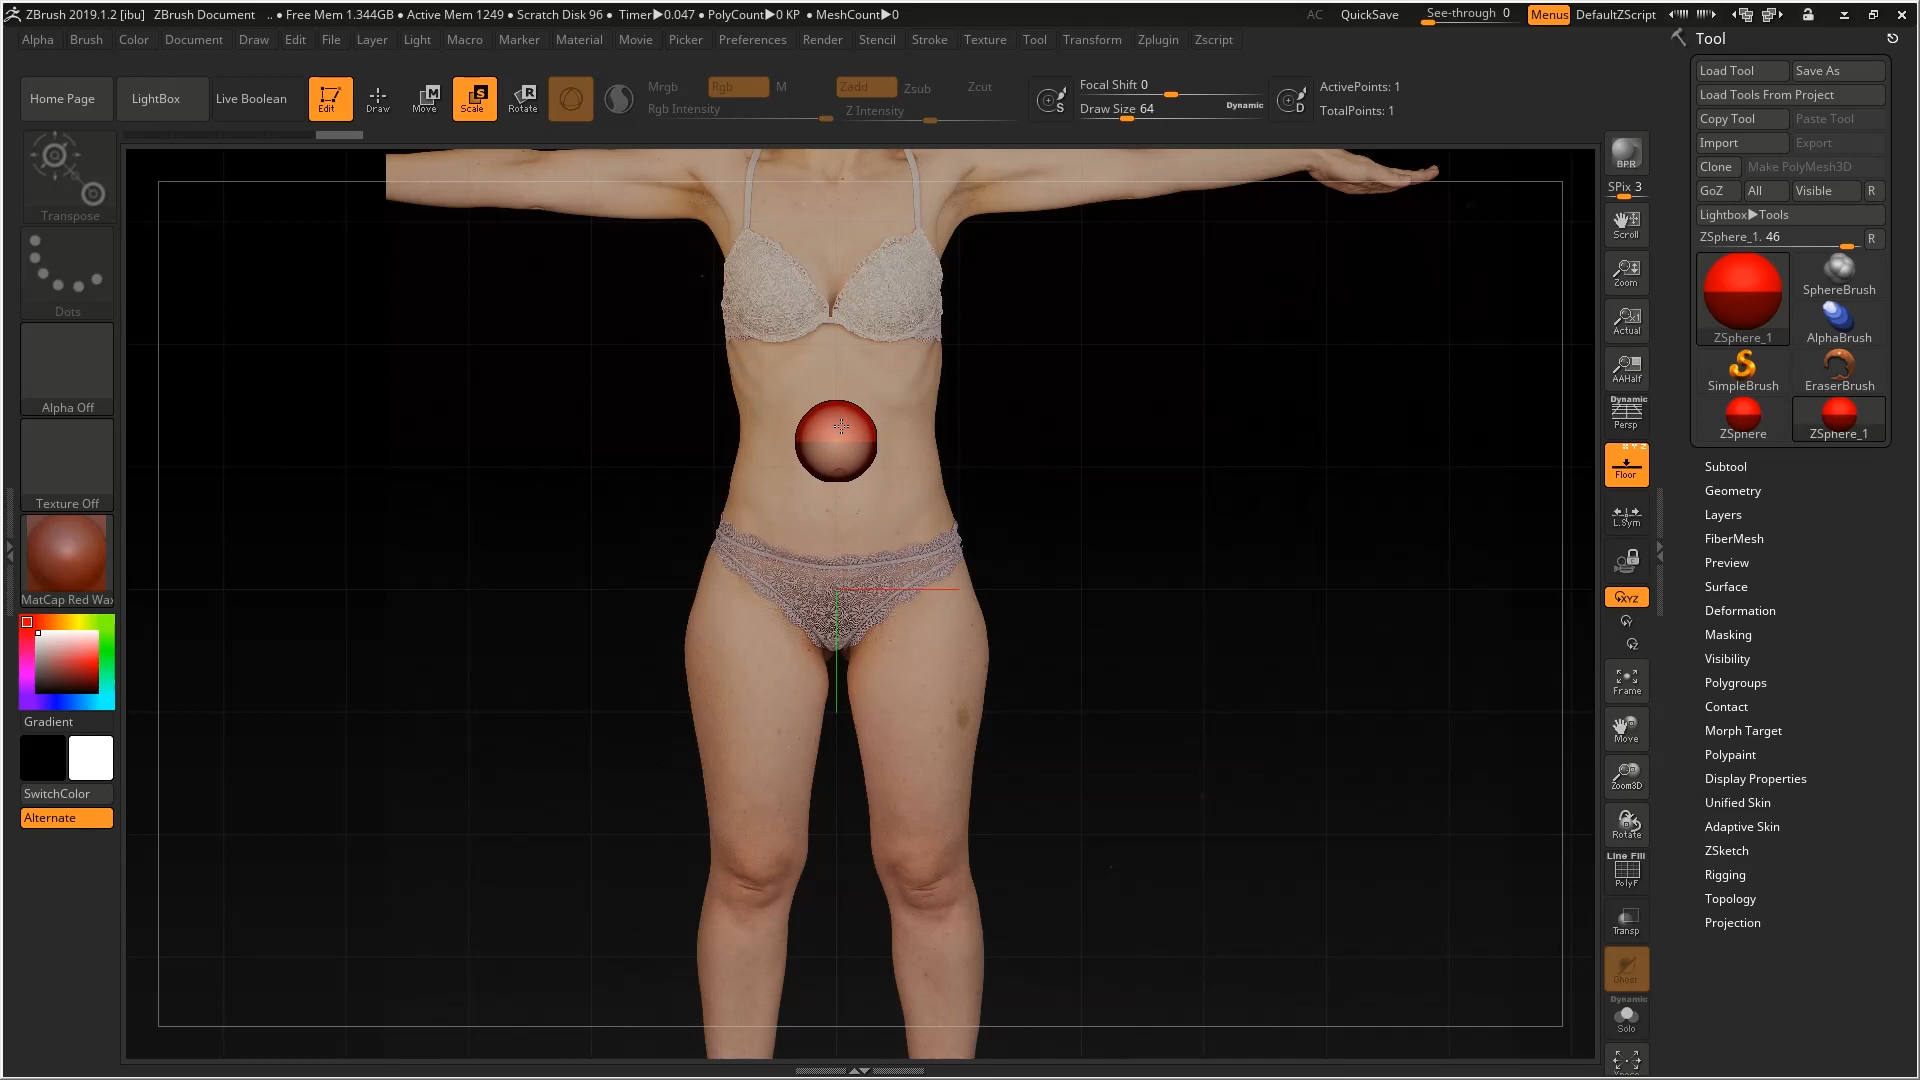 ZBrush 2019.1.2 [ibu] ZBrush Document .. • Free Mem 1.344GB • Active Mem 1249 • Scratch Disk 96 • Timer▶0.047 • PolyCount▶0 KP • MeshCount▶0 AC QuickSave See-through 0 Menus DefaultZScript
Alpha Brush Color Document Draw Edit File Layer Light Macro Marker Material Movie Picker Preferences Render Stencil Stroke Texture Tool Transform Zplugin Zscript
Home Page LightBox Live Boolean Edit Draw Move Scale Rotate
M S R
Mrgb Rgb M Zadd Zsub Zcut
Rgb Intensity Z Intensity
S Focal Shift 0
Draw Size 64 Dynamic D
ActivePoints: 1
TotalPoints: 1
Transpose
Dots
Alpha Off
Texture Off
MatCap Red Wax
Gradient
SwitchColor
Alternate
BPR
SPix 3
Scroll
Zoom
Actual
AAHalf
Dynamic
Persp
Floor
L.Sym
XYZ
Y
Z
Frame
Move
Zoom3D
Rotate
Line Fill
PolyF
Transp
Ghost
Dynamic
Solo
Xpose
Tool
Load Tool Save As
Load Tools From Project
Copy Tool Paste Tool
Import Export
Clone Make PolyMesh3D
GoZ All Visible R
Lightbox▶Tools
ZSphere_1. 46 R
ZSphere_1 SphereBrush
AlphaBrush
SimpleBrush EraserBrush
ZSphere ZSphere_1
Subtool
Geometry
Layers
FiberMesh
Preview
Surface
Deformation
Masking
Visibility
Polygroups
Contact
Morph Target
Polypaint
Display Properties
Unified Skin
Adaptive Skin
ZSketch
Rigging
Topology
Projection